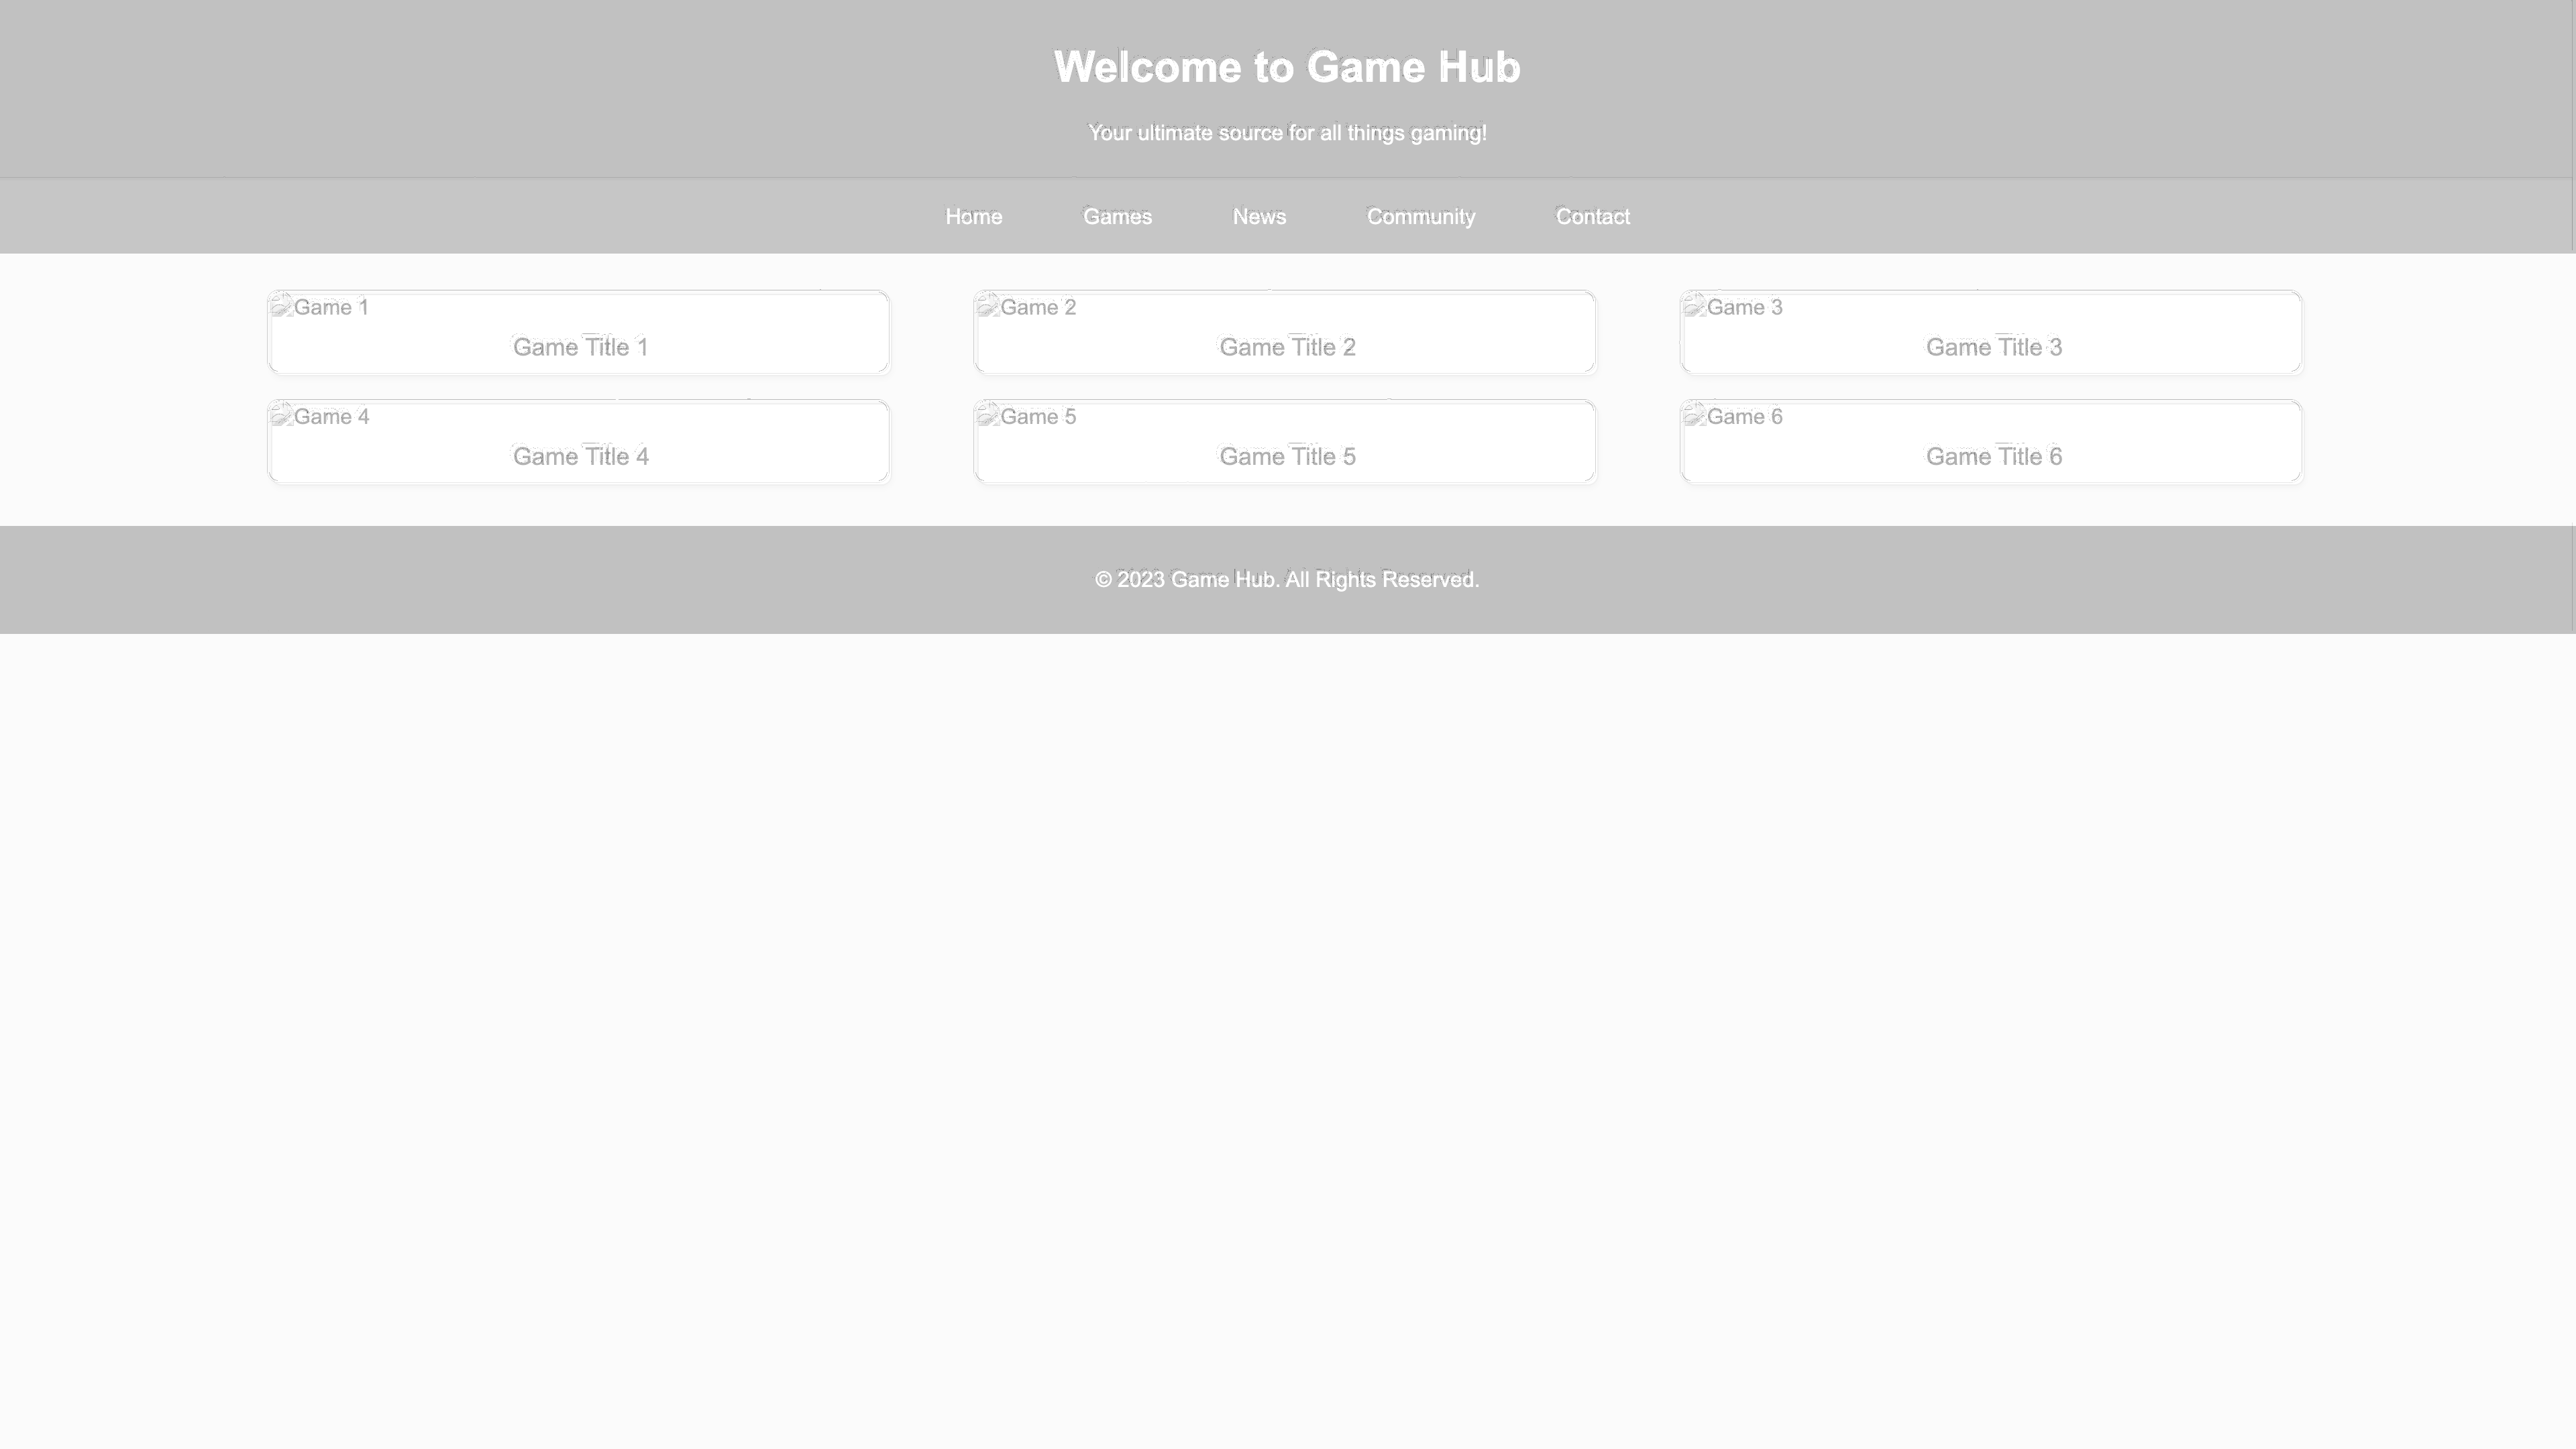 Welcome to Game Hub
Your ultimate source for all things gaming!
Home Games News Community Contact
Game 1 Game 2 Game 3
Game Title 1 Game Title 2 Game Title 3
Game 4 Game 5 Game 6
Game Title 4 Game Title 5 Game Title 6
© 2023 Game Hub. All Rights Reserved.